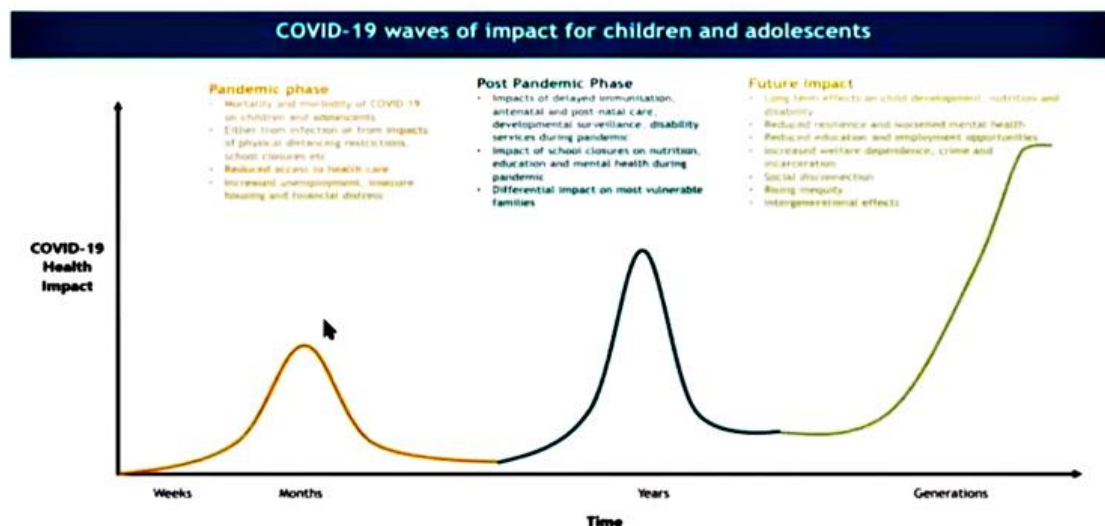 COVID-19 waves of impact for children and adolescents
Pandemic phase
Mortality and morbidity of COVID-19
on children and adolescents
Either from infection or from impacts
of physical distancing restrictions,
school closures etc
Reduced access to health care
Increased unemployment, insecure
housing and financial distress
Post Pandemic Phase
Impacts of delayed immunisation,
antenatal and post-natal care,
developmental surveillance, disability
services during pandemic
Impact of school closures on nutrition,
education and mental health during
pandemic
Differential impact on most vulnerable
families
Future Impact
Long term effects on child development, nutrition and
disability
Reduced resilience and worsened mental health
Reduced education and employment opportunities
Increased welfare dependence, crime and
incarceration
Social disconnection
Rising inequity
Intergenerational effects
COVID-19
Health
Impact
Weeks
Months
Years
Generations
Time